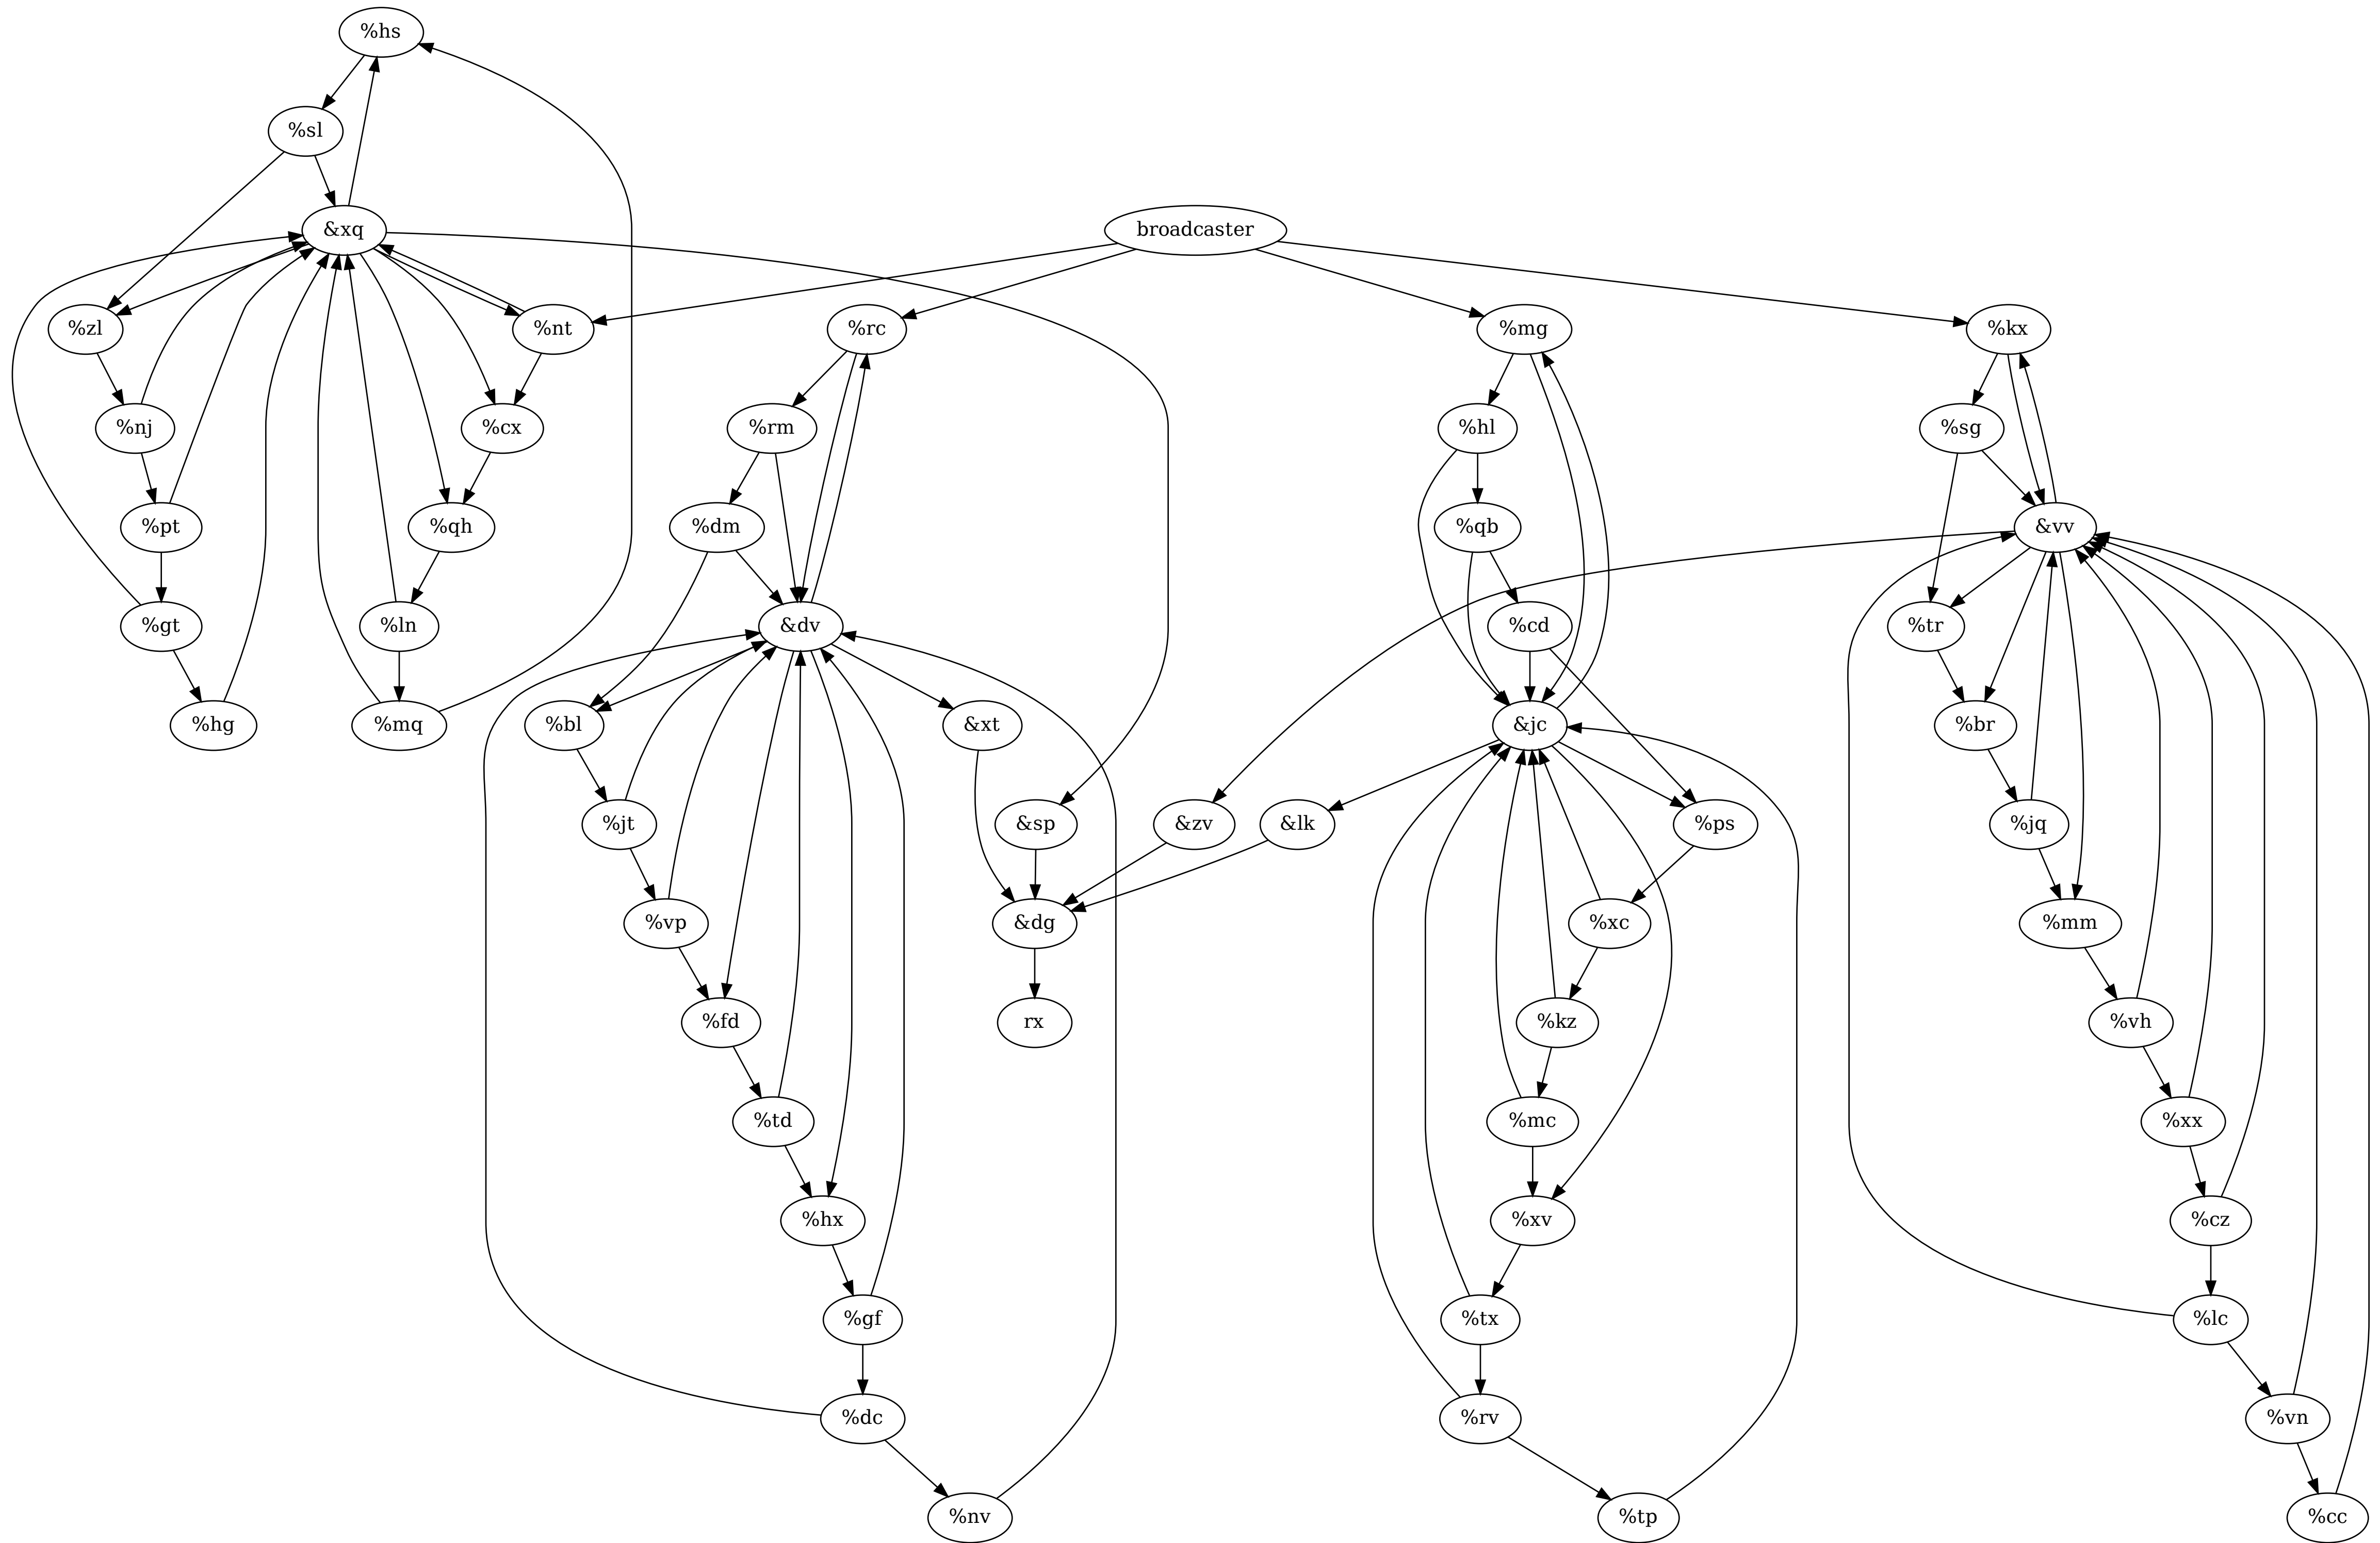 %hs
%sl
&xq
broadcaster
%zl
%nt
%rc
%mg
%kx
%nj
%cx
%rm
%hl
%sg
%pt
%qh
%dm
%qb
&vv
%gt
%ln
&dv
%cd
%tr
%hg
%mq
%bl
&xt
&jc
%br
%jt
&sp
&zv
&lk
%ps
%jq
%vp
&dg
%xc
%mm
%fd
rx
%kz
%vh
%td
%mc
%xx
%hx
%xv
%cz
%gf
%tx
%lc
%dc
%rv
%vn
%nv
%tp
%cc